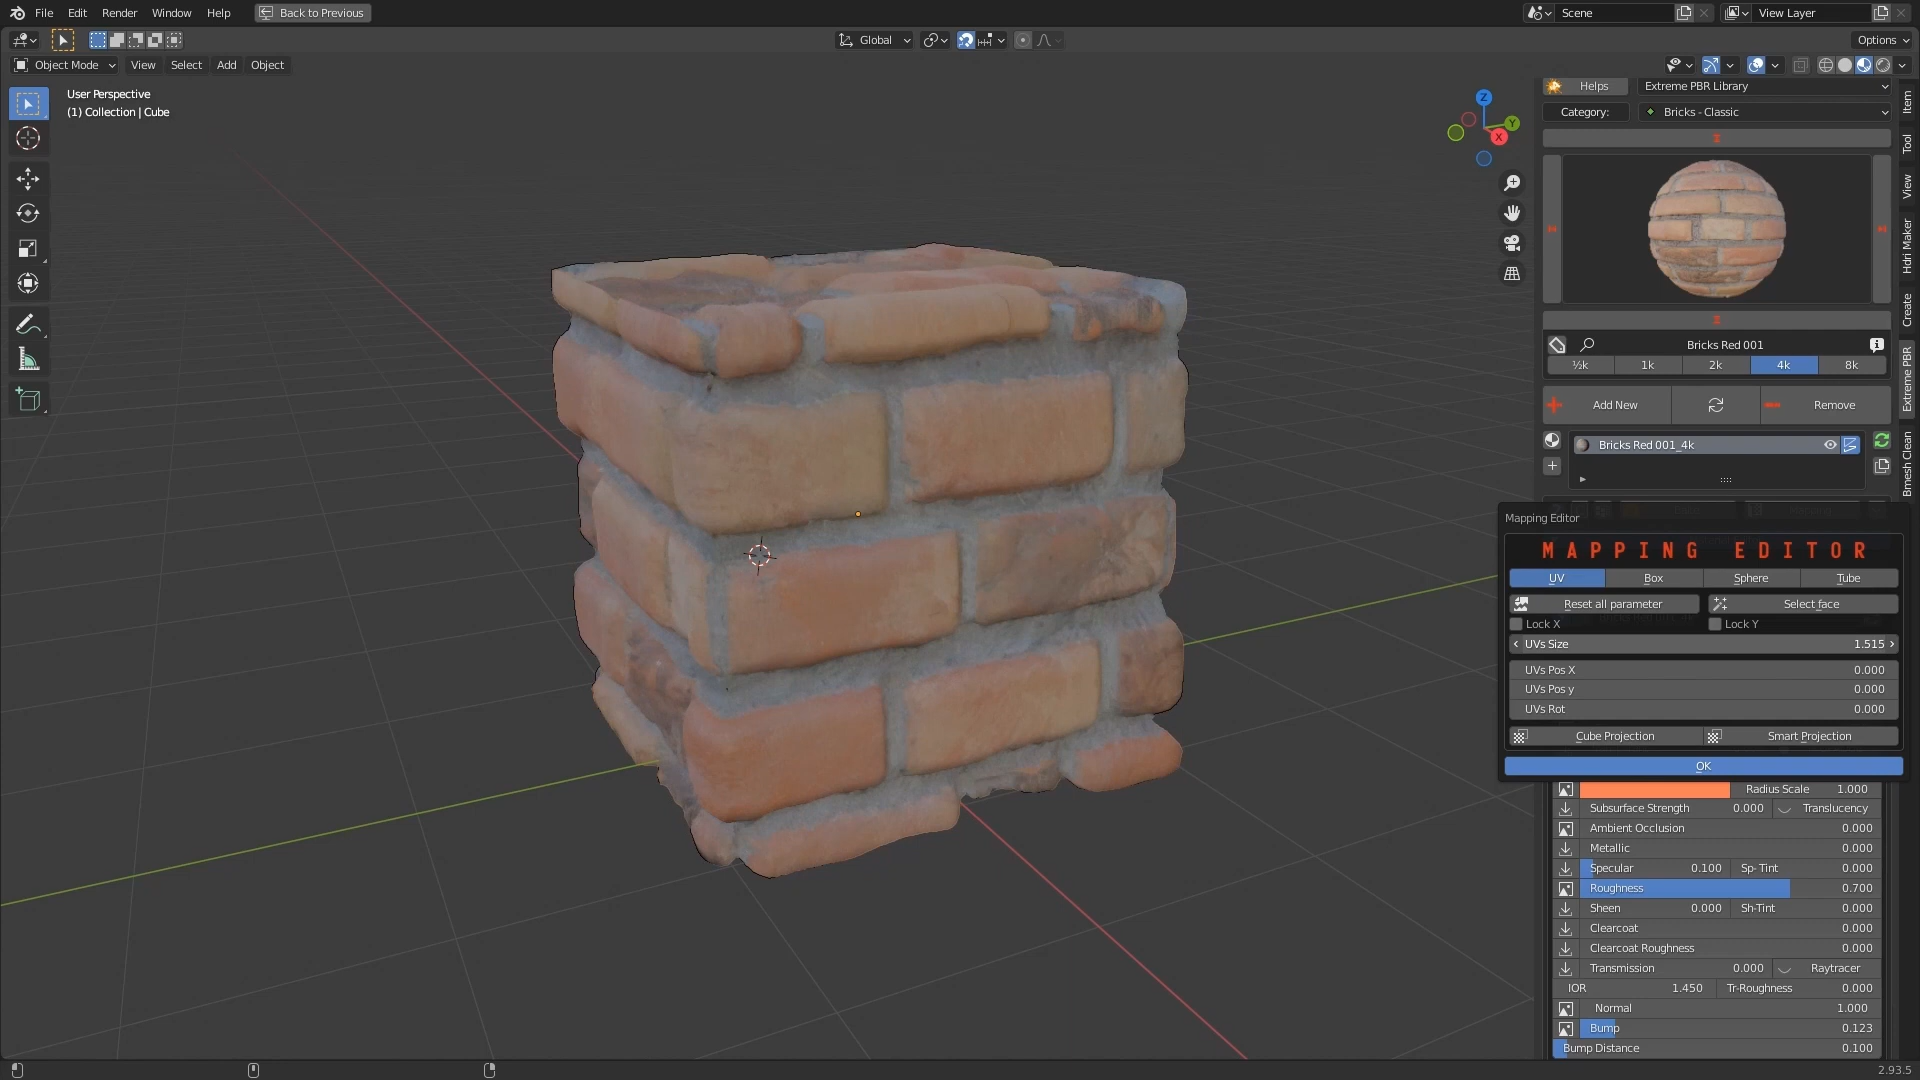 File Edit Render Window Help Back to Previous Scene View Layer
Global Options
Object Mode View Select Add Object
User Perspective
(1) Collection | Cube
Z
Y
X
Helps Extreme PBR Library
Category: Bricks - Classic
Bricks Red 001
½k 1k 2k 4k 8k
Add New Remove
Bricks Red 001_4k
Item
Tool
View
Hdri Maker
Create
Extreme PBR
Bmesh Clean
Mapping Editor
MAPPING EDITOR
UV Box Sphere Tube
Reset all parameter Select face
Lock X Lock Y
UVs Size 1.515
UVs Pos X 0.000
UVs Pos y 0.000
UVs Rot 0.000
Cube Projection Smart Projection
OK
Radius Scale 1.000
Subsurface Strength 0.000 Translucency
Ambient Occlusion 0.000
Metallic 0.000
Specular 0.100 Sp- Tint 0.000
Roughness 0.700
Sheen 0.000 Sh-Tint 0.000
Clearcoat 0.000
Clearcoat Roughness 0.000
Transmission 0.000 Raytracer
IOR 1.450 Tr-Roughness 0.000
Normal 1.000
Bump 0.123
Bump Distance 0.100
2.93.5